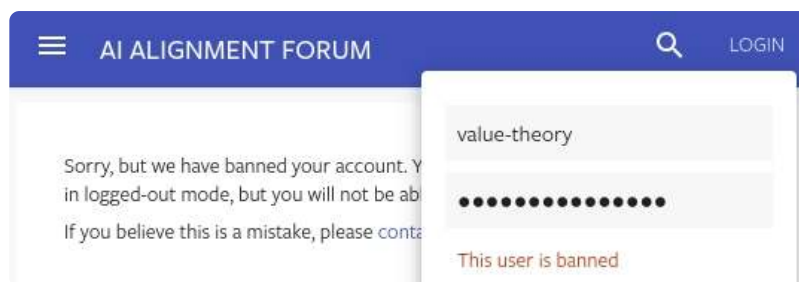 AI ALIGNMENT FORUM
LOGIN
Sorry, but we have banned your account. Y
in logged-out mode, but you will not be abl
If you believe this is a mistake, please conta
value-theory
●●●●●●●●●●●●●●●
This user is banned